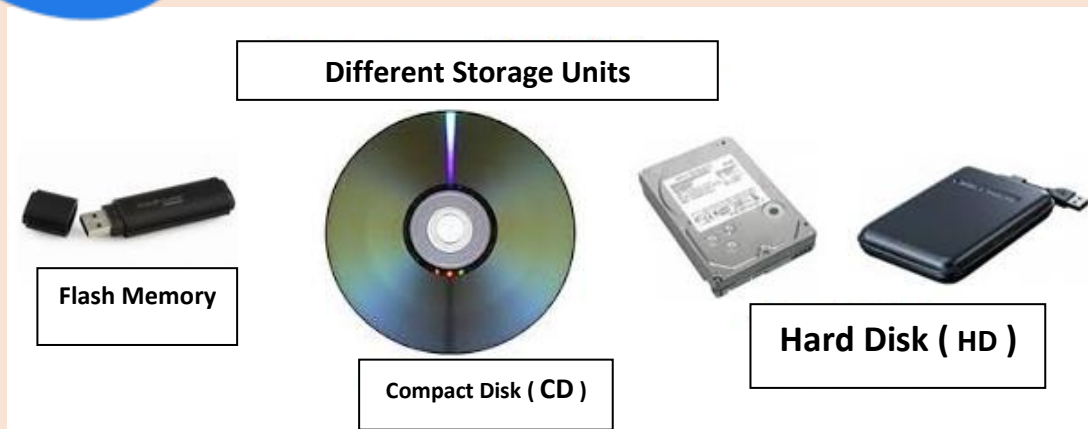 Different Storage Units
Flash Memory
Compact Disk ( CD )
Hard Disk ( HD )